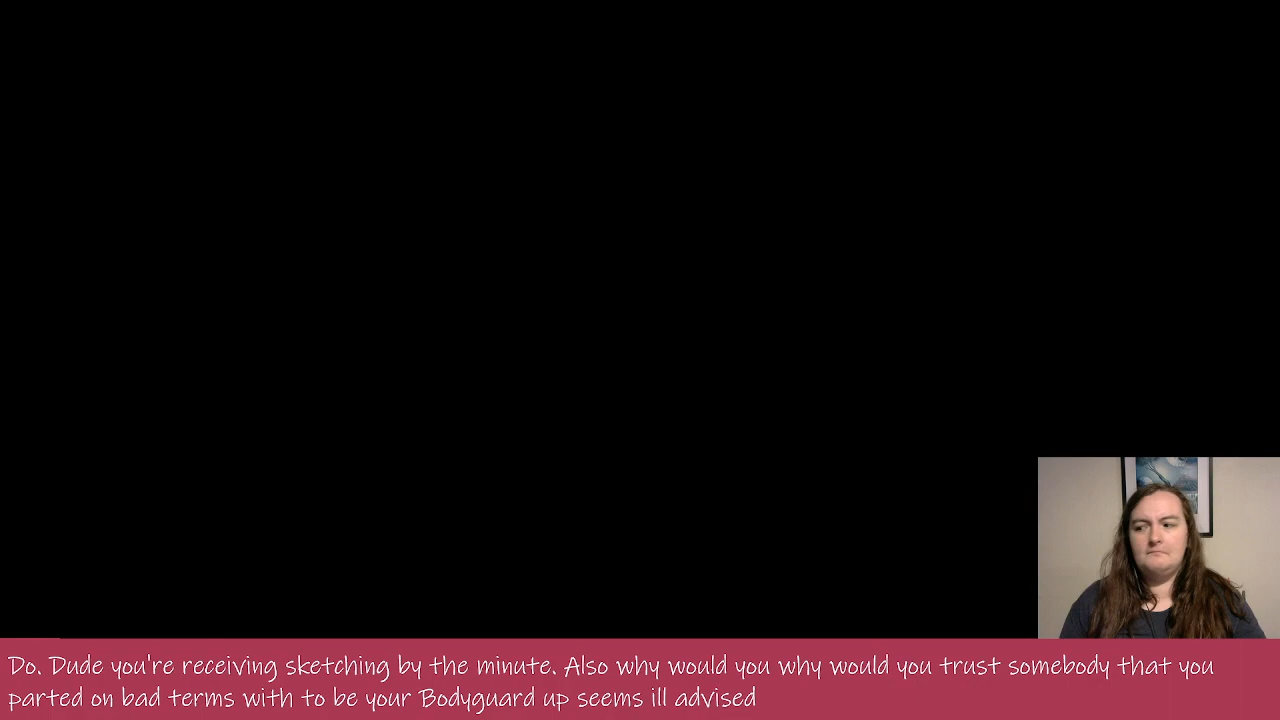 Do. Dude you're receiving sketching by the minute. Also why would you why would you trust somebody that you
parted on bad terms with to be your Bodyguard up seems ill advised